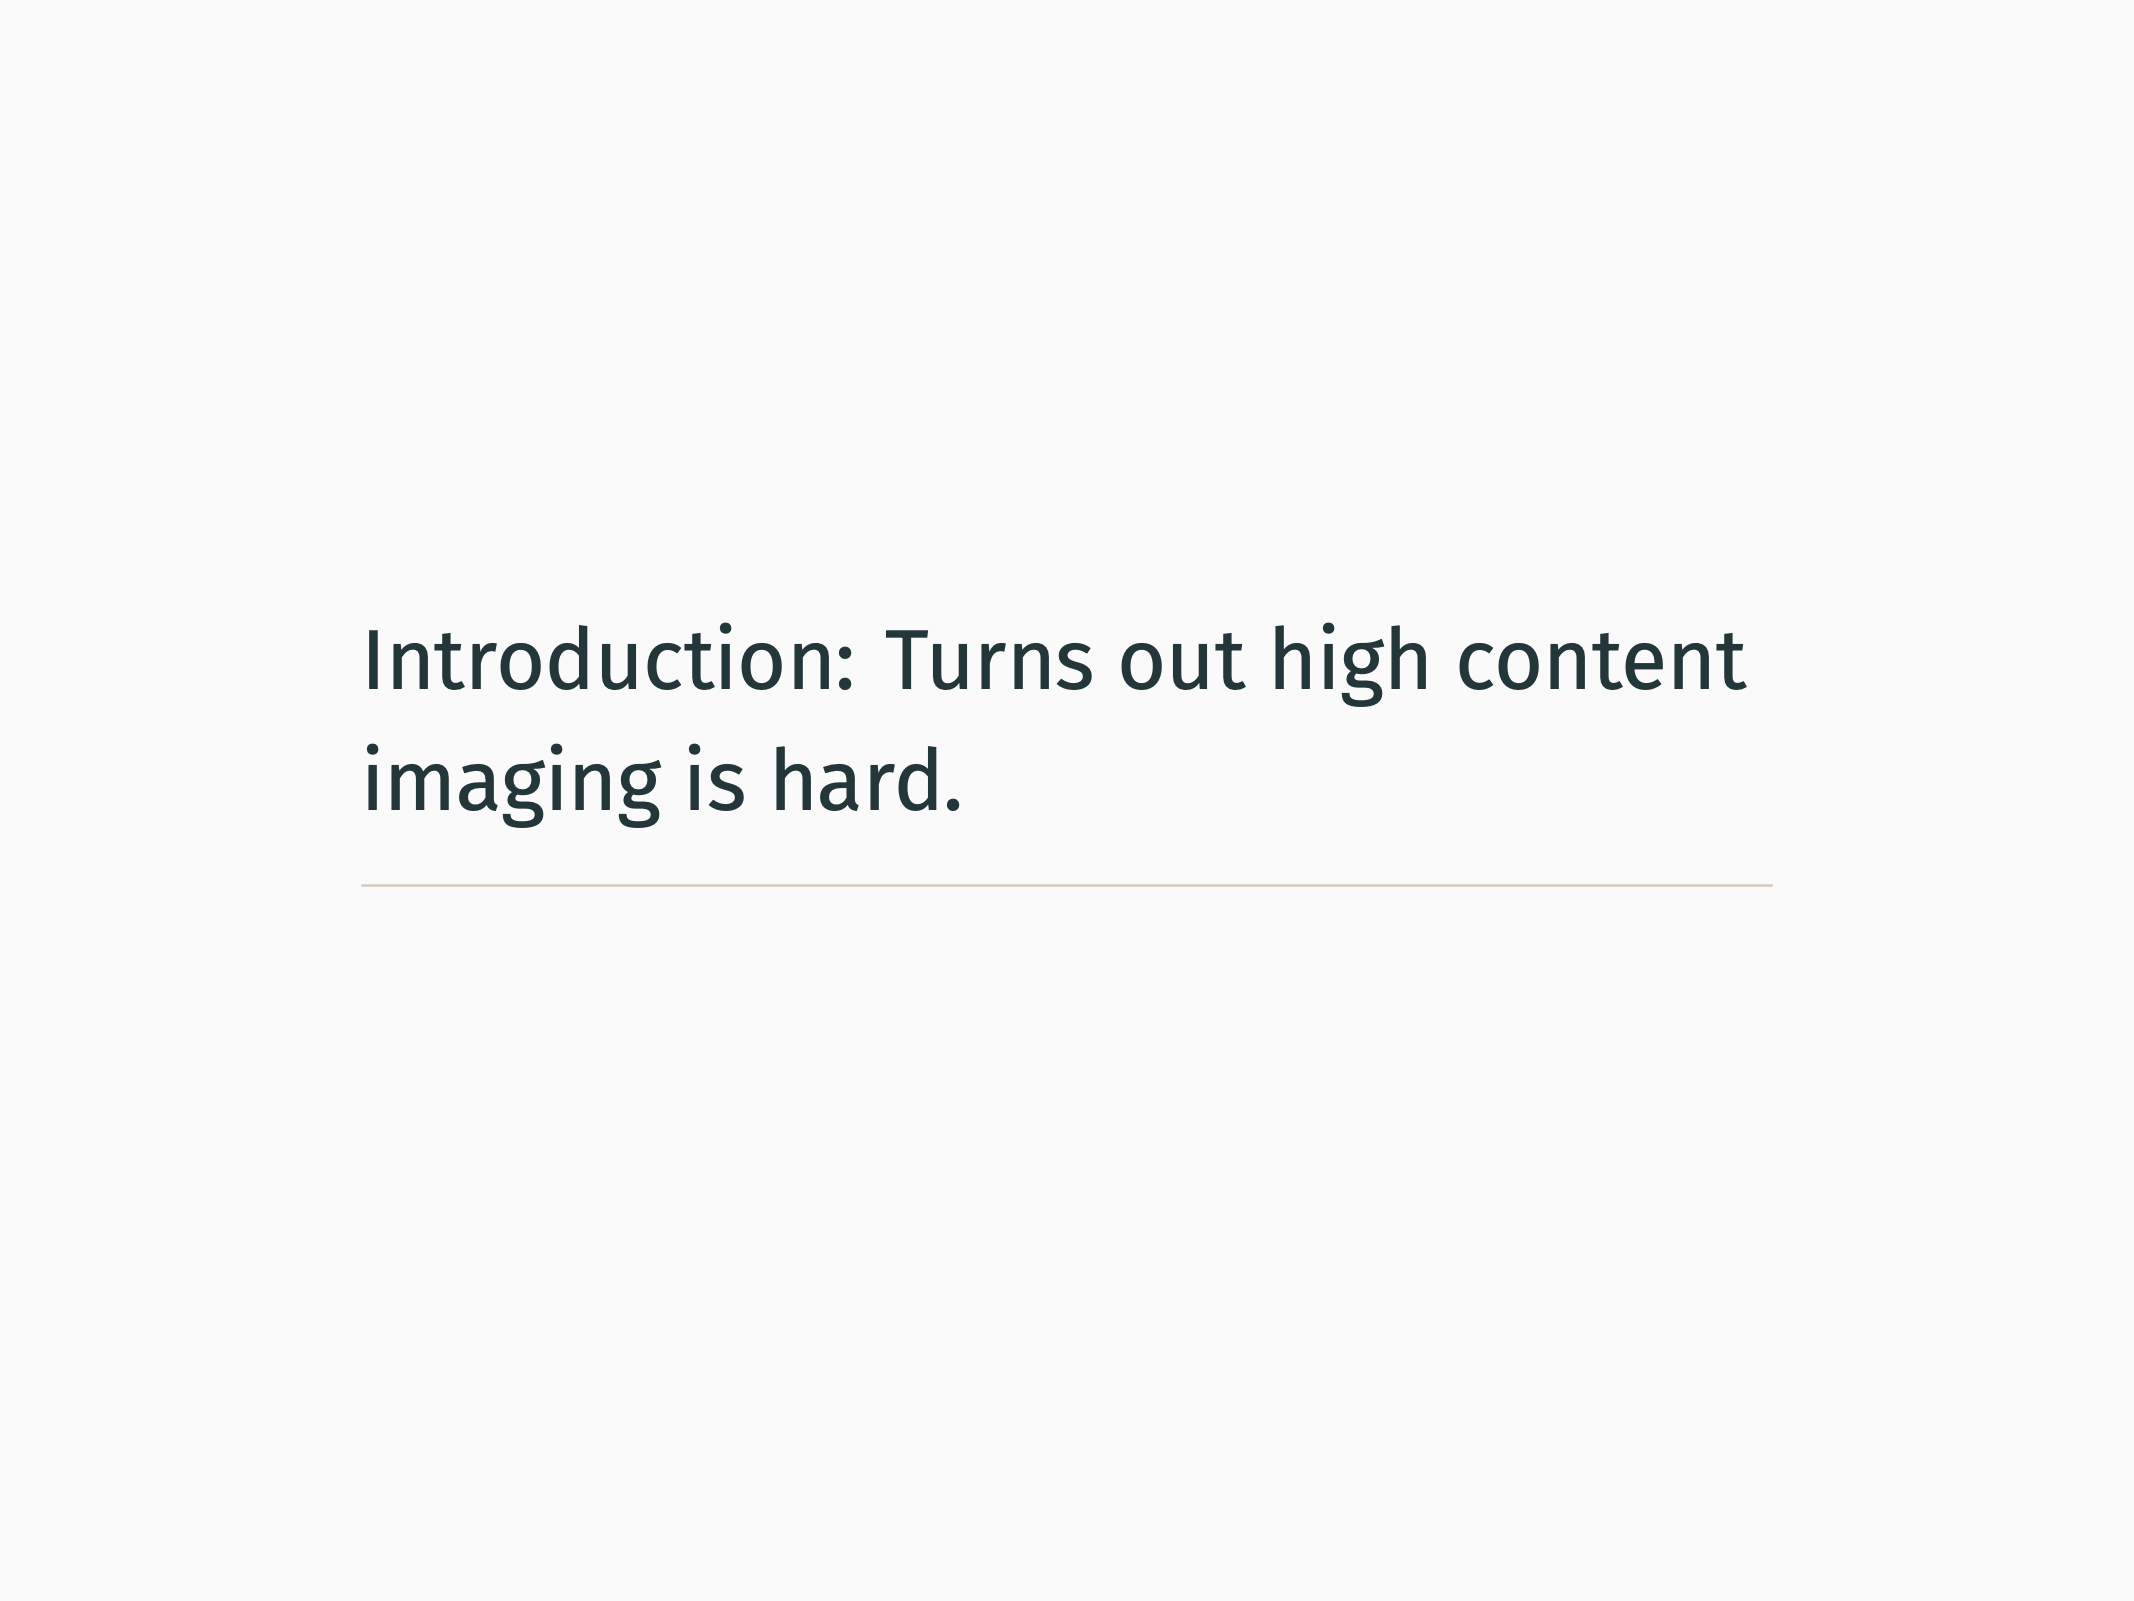 Introduction: Turns out high content
imaging is hard.